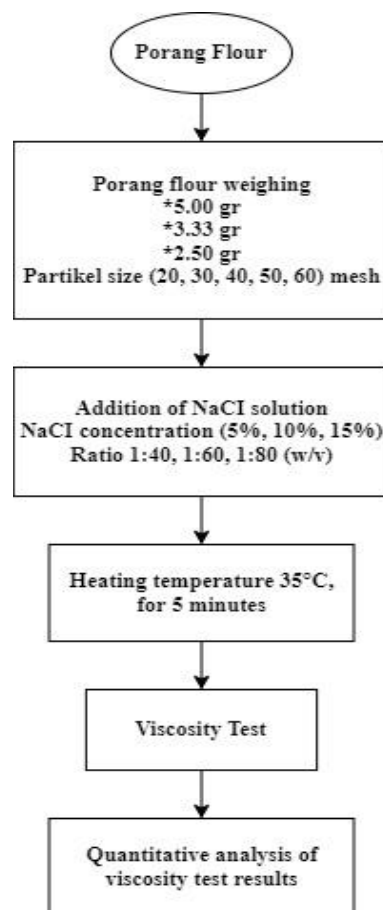 Porang Flour
Porang flour weighing
*5.00 gr
*3.33 gr
*2.50 gr
Partikel size (20, 30, 40, 50, 60) mesh
Addition of NaCI solution
NaCI concentration (5%, 10%, 15%)
Ratio 1:40, 1:60, 1:80 (w/v)
Heating temperature 35°C,
for 5 minutes
Viscosity Test
Quantitative analysis of
viscosity test results